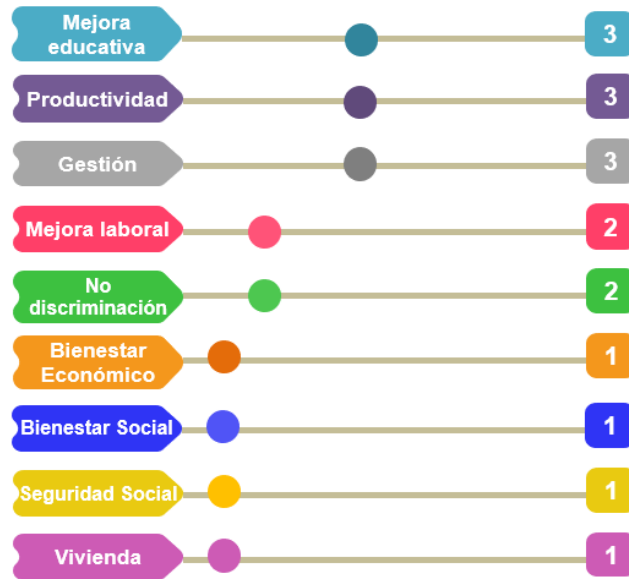 Mejora
educativa
3
Productividad
3
Gestión
3
Mejora laboral
2
No
discriminación
2
Bienestar
Económico
1
Bienestar Social
1
Seguridad Social
1
Vivienda
1